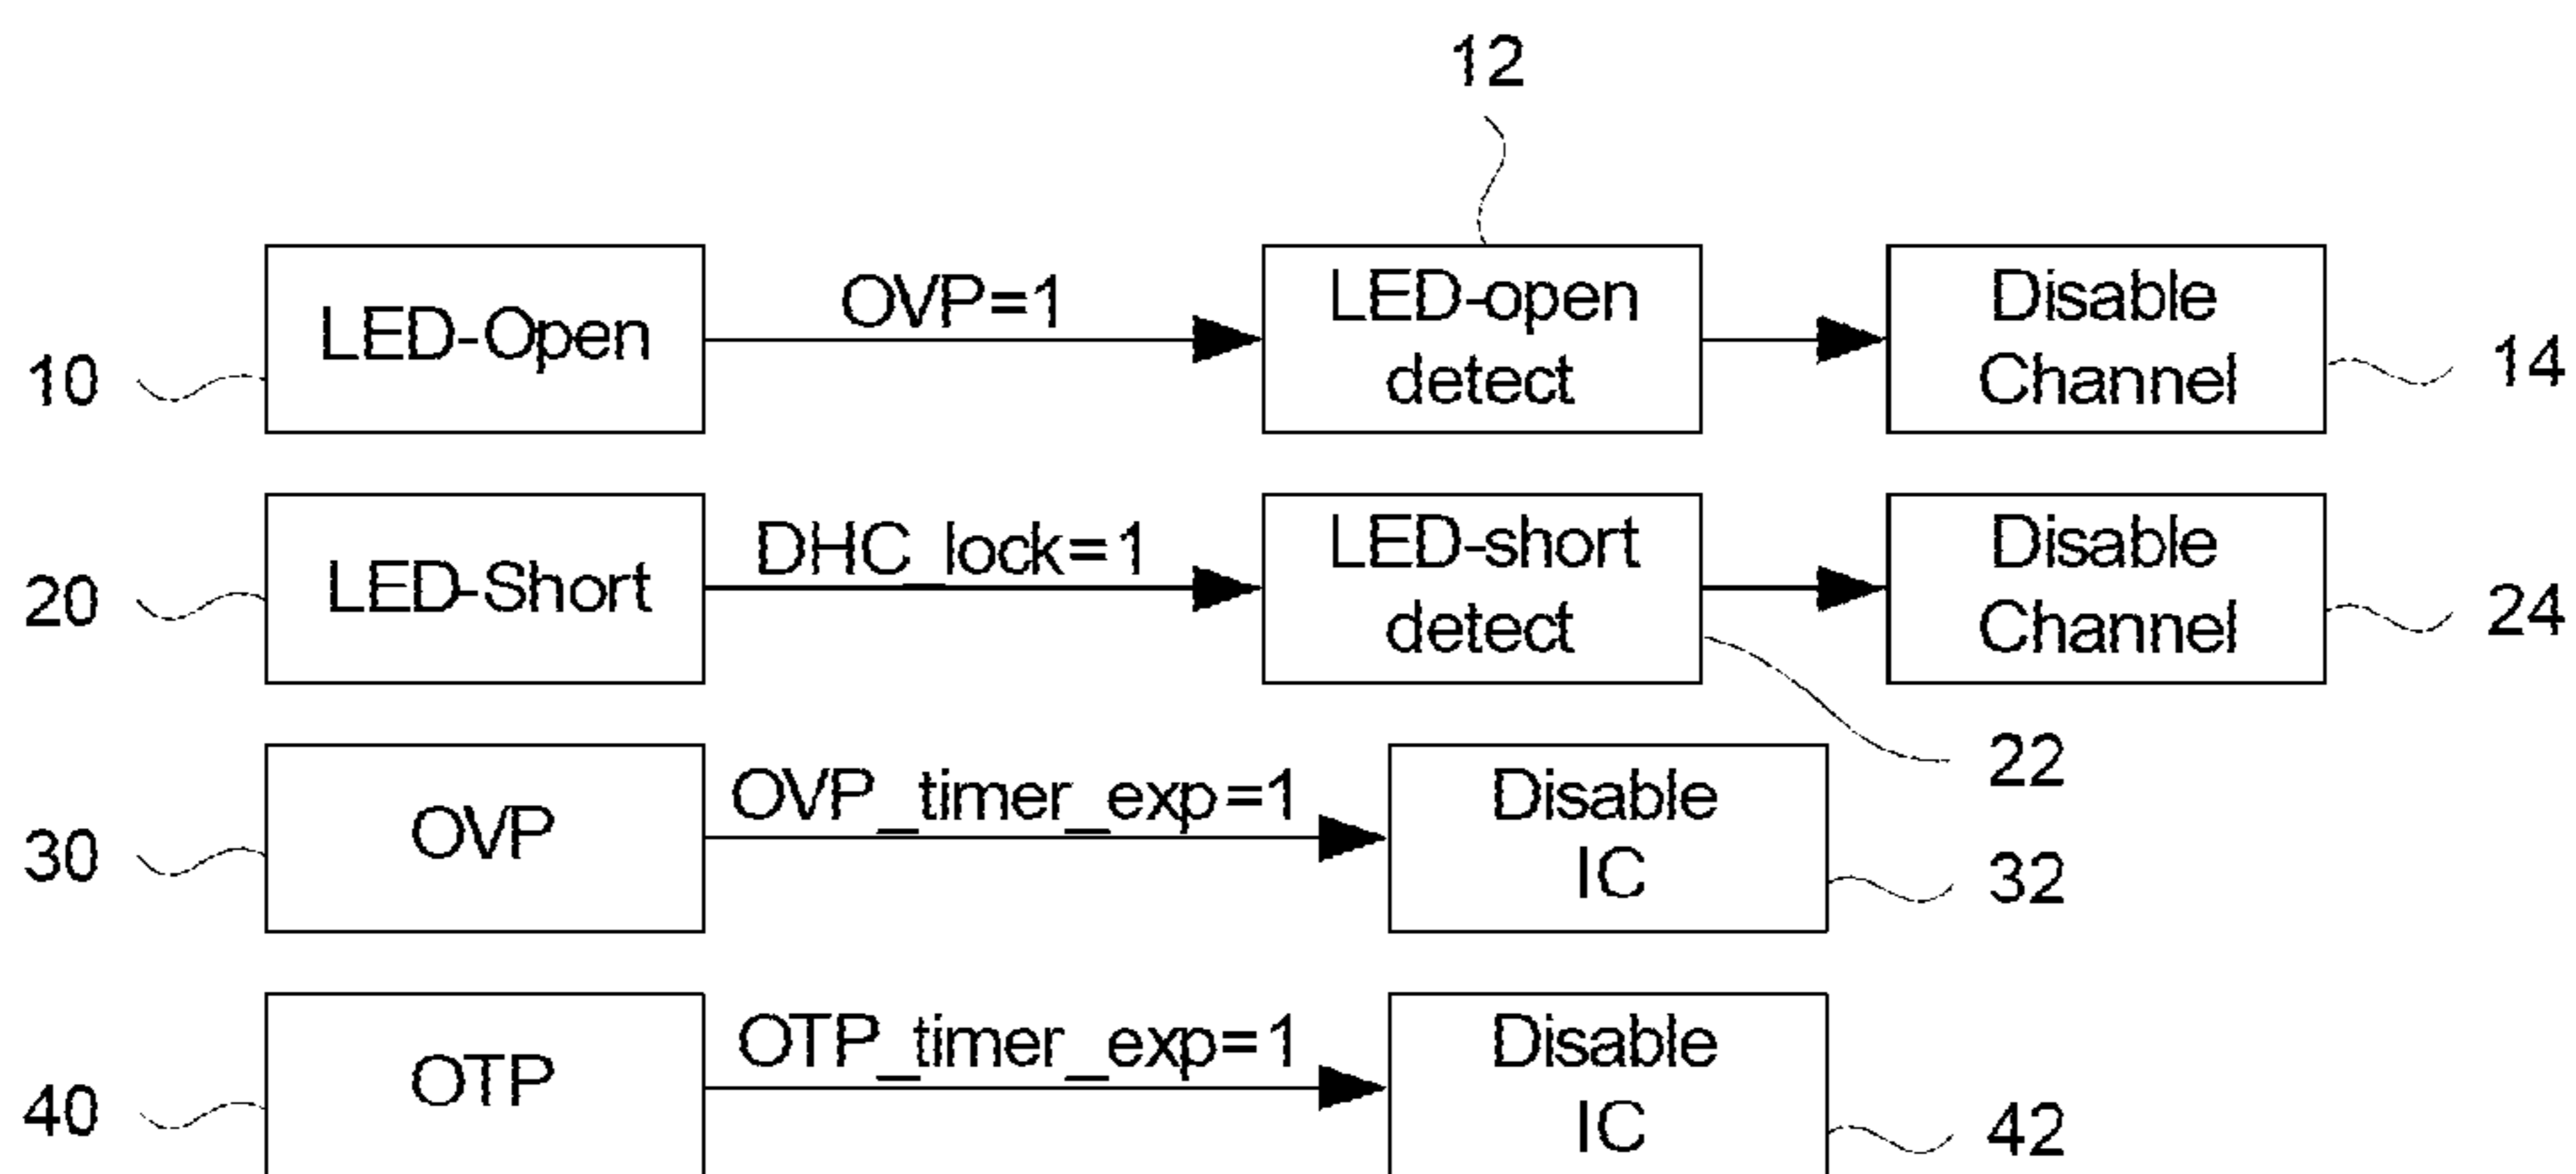 12
LED-Open
OVP=1
LED-open
detect
Disable
Channel
10
14
LED-Short
DHC_lock=1
LED-short
detect
Disable
Channel
20
24
22
OVP
OVP_timer_exp=1
Disable
IC
30
32
OTP
OTP_timer_exp=1
Disable
IC
40
42